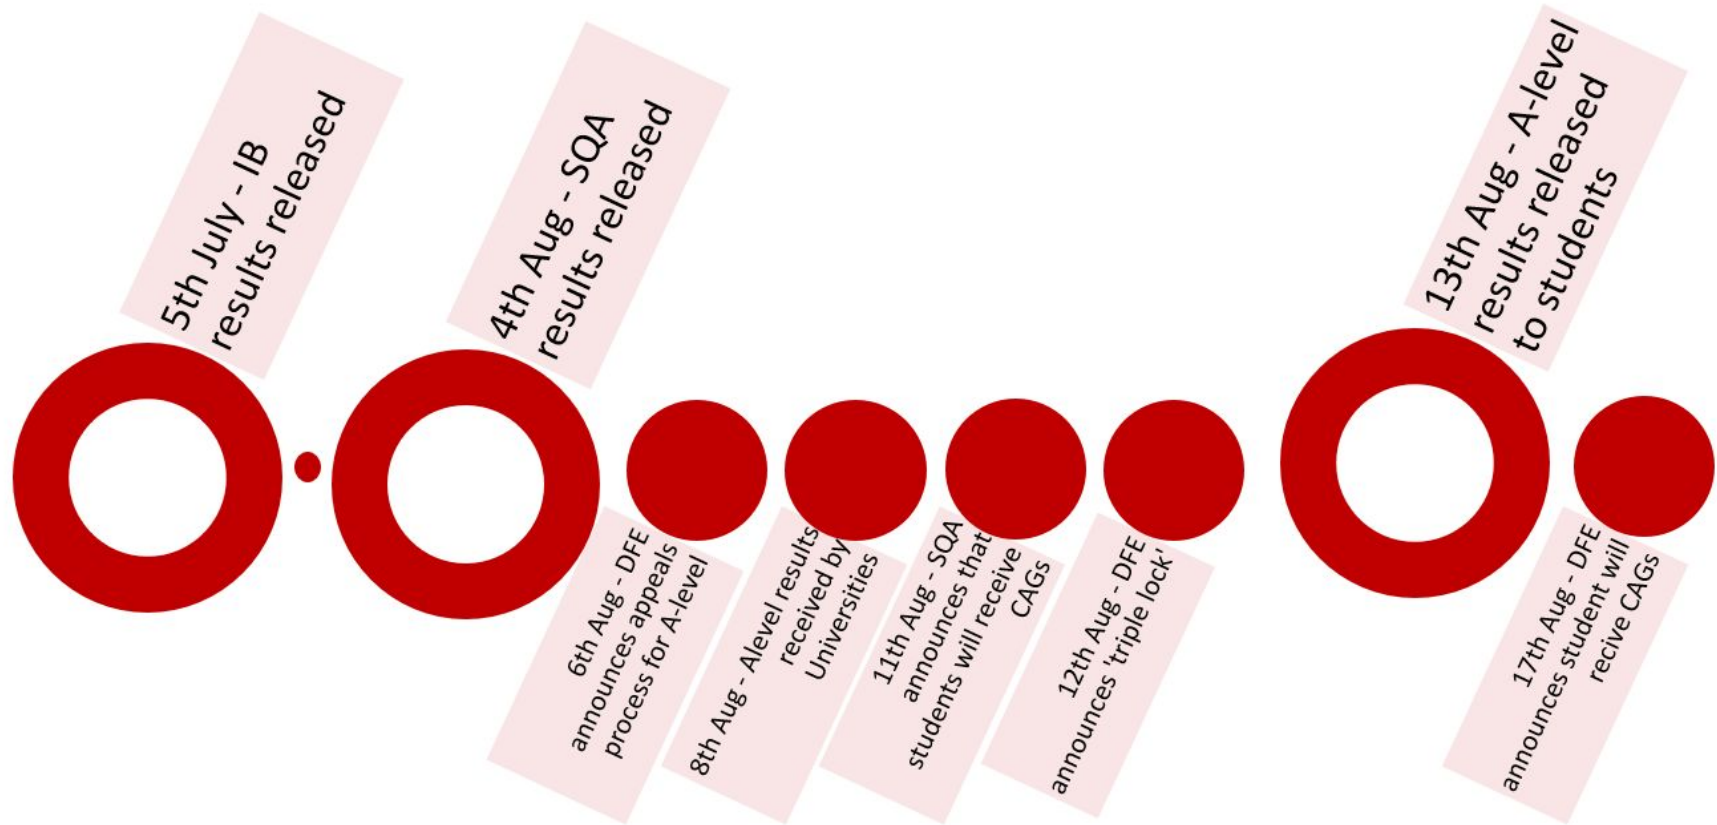 5th July - IB
results released
4th Aug - SQA
results released
6th Aug - DFE
announces appeals
process for A-level
8th Aug - Alevel results
received by
Universities
11th Aug - SQA
announces that
students will receive
CAGs
12th Aug - DFE
announces 'triple lock'
13th Aug - A-level
results released
to students
17th Aug - DFE
announces student will
recive CAGs